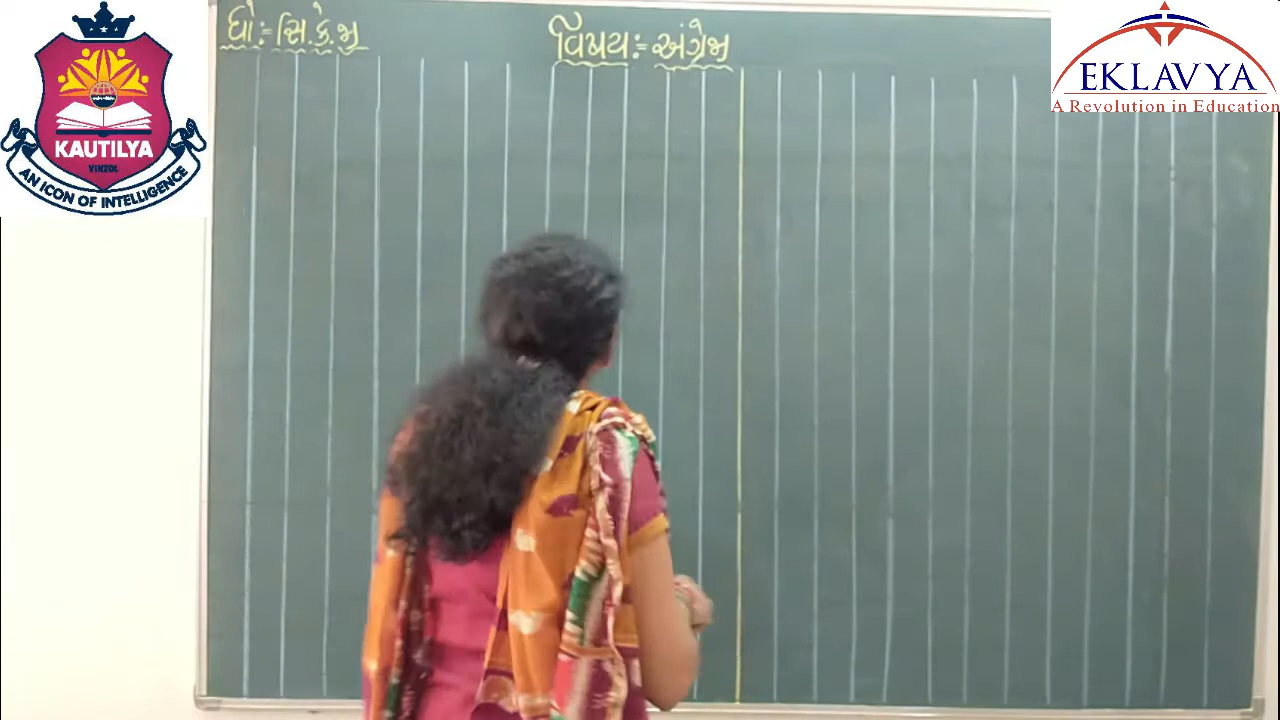 ધો:= સિ.કે.જી
વિષય:= અંગ્રેજી
KAUTILYA
VINZOL
AN ICON OF INTELLIGENCE
EKLAVYA
A Revolution in Education